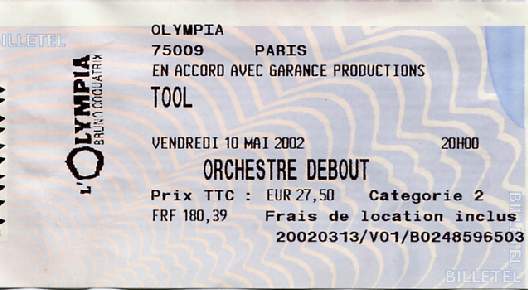 BILLETEL
L'OLYMPIA
BRUNO COQUATRIX
OLYMPIA
75009 PARIS
EN ACCORD AVEC GARANCE PRODUCTIONS
TOOL
VENDREDI 10 MAI 2002 20H00
ORCHESTRE DEBOUT
Prix TTC : EUR 27,50 Categorie 2
FRF 180,39 Frais de location inclus
20020313/V01/B0248596503
BILLETEL
BILLETEL